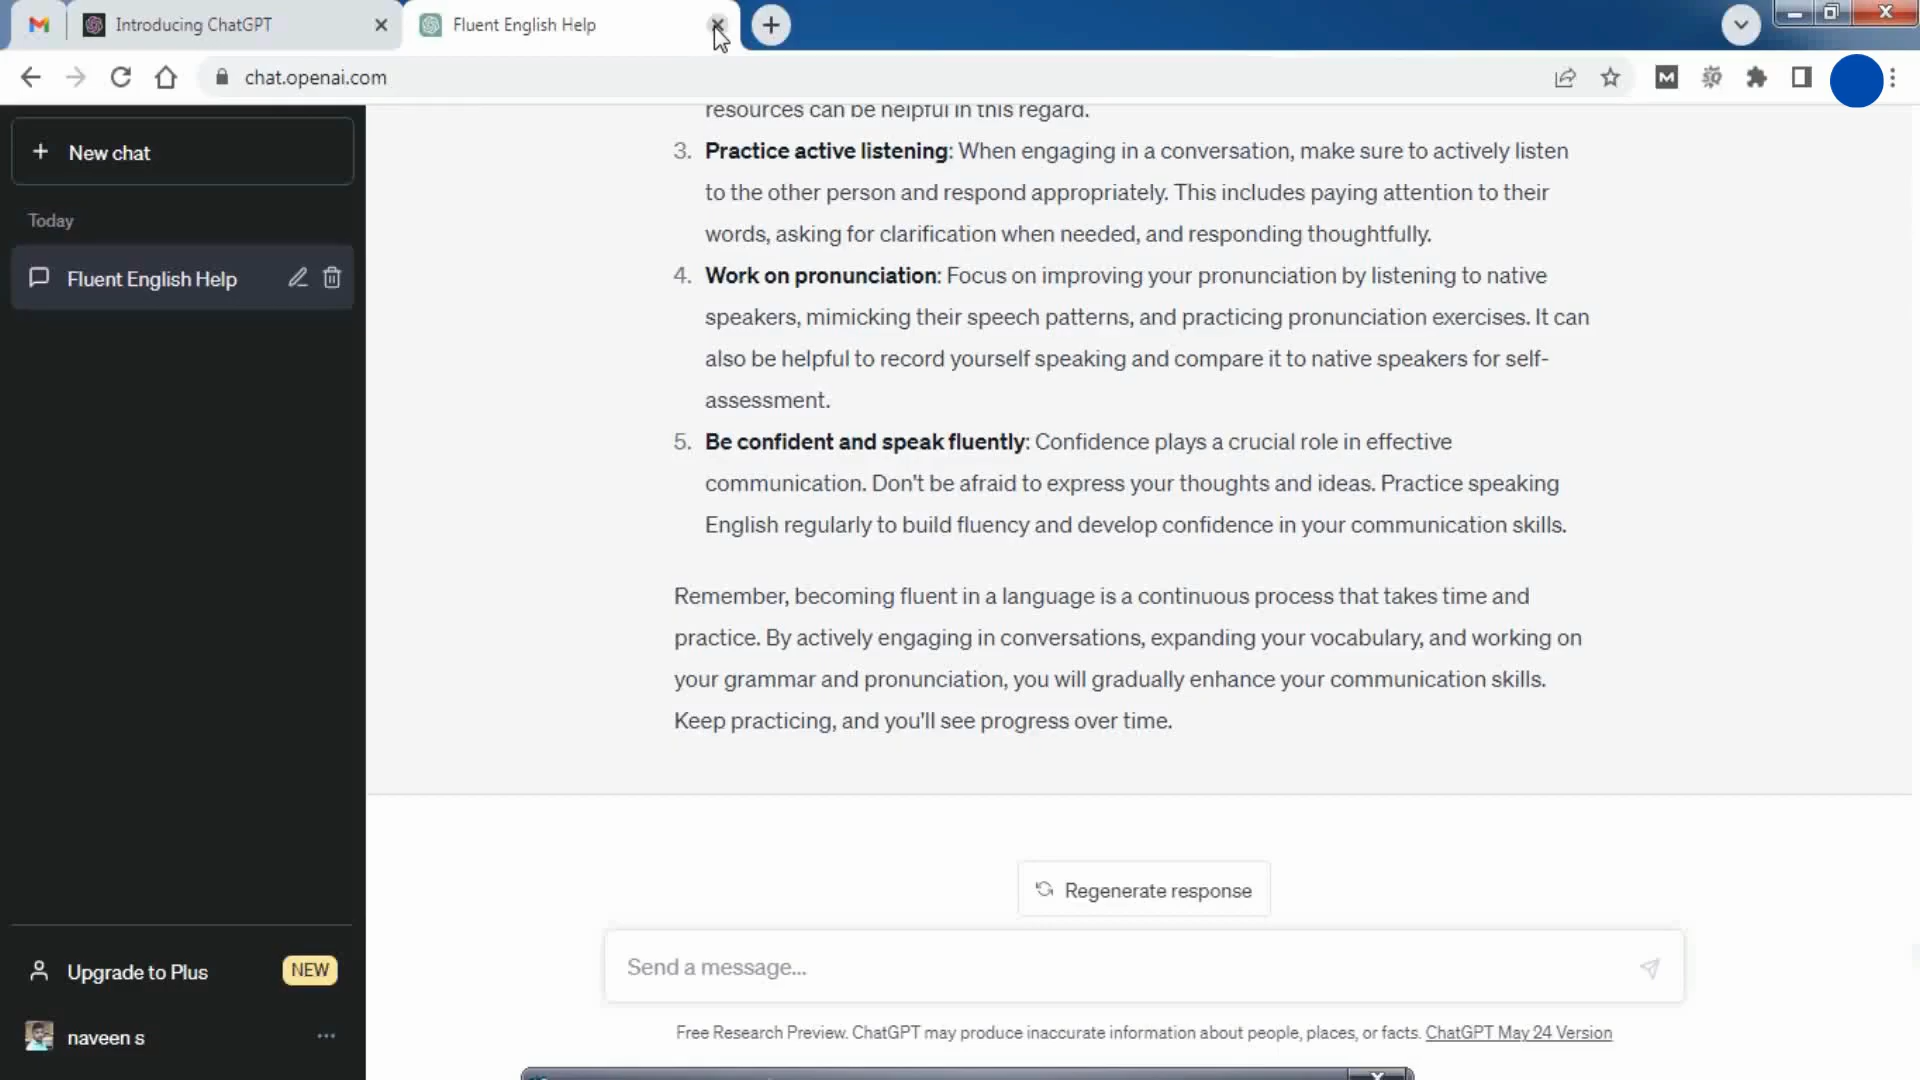 Introducing ChatGPT
Fluent English Help
chat.openai.com
New chat
Today
Fluent English Help
resources can be helpful in this regard.
3. Practice active listening: When engaging in a conversation, make sure to actively listen
to the other person and respond appropriately. This includes paying attention to their
words, asking for clarification when needed, and responding thoughtfully.
4. Work on pronunciation: Focus on improving your pronunciation by listening to native
speakers, mimicking their speech patterns, and practicing pronunciation exercises. It can
also be helpful to record yourself speaking and compare it to native speakers for self-
assessment.
5. Be confident and speak fluently: Confidence plays a crucial role in effective
communication. Don't be afraid to express your thoughts and ideas. Practice speaking
English regularly to build fluency and develop confidence in your communication skills.
Remember, becoming fluent in a language is a continuous process that takes time and
practice. By actively engaging in conversations, expanding your vocabulary, and working on
your grammar and pronunciation, you will gradually enhance your communication skills.
Keep practicing, and you'll see progress over time.
Regenerate response
Send a message...
Free Research Preview. ChatGPT may produce inaccurate information about people, places, or facts. ChatGPT May 24 Version
Upgrade to Plus NEW
naveen s